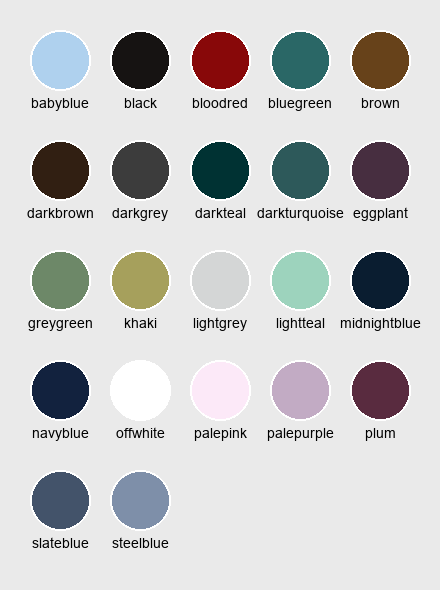 babyblue black bloodred bluegreen brown
darkbrown darkgrey darkteal darkturquoise eggplant
greygreen khaki lightgrey lightteal midnightblue
navyblue offwhite palepink palepurple plum
slateblue steelblue